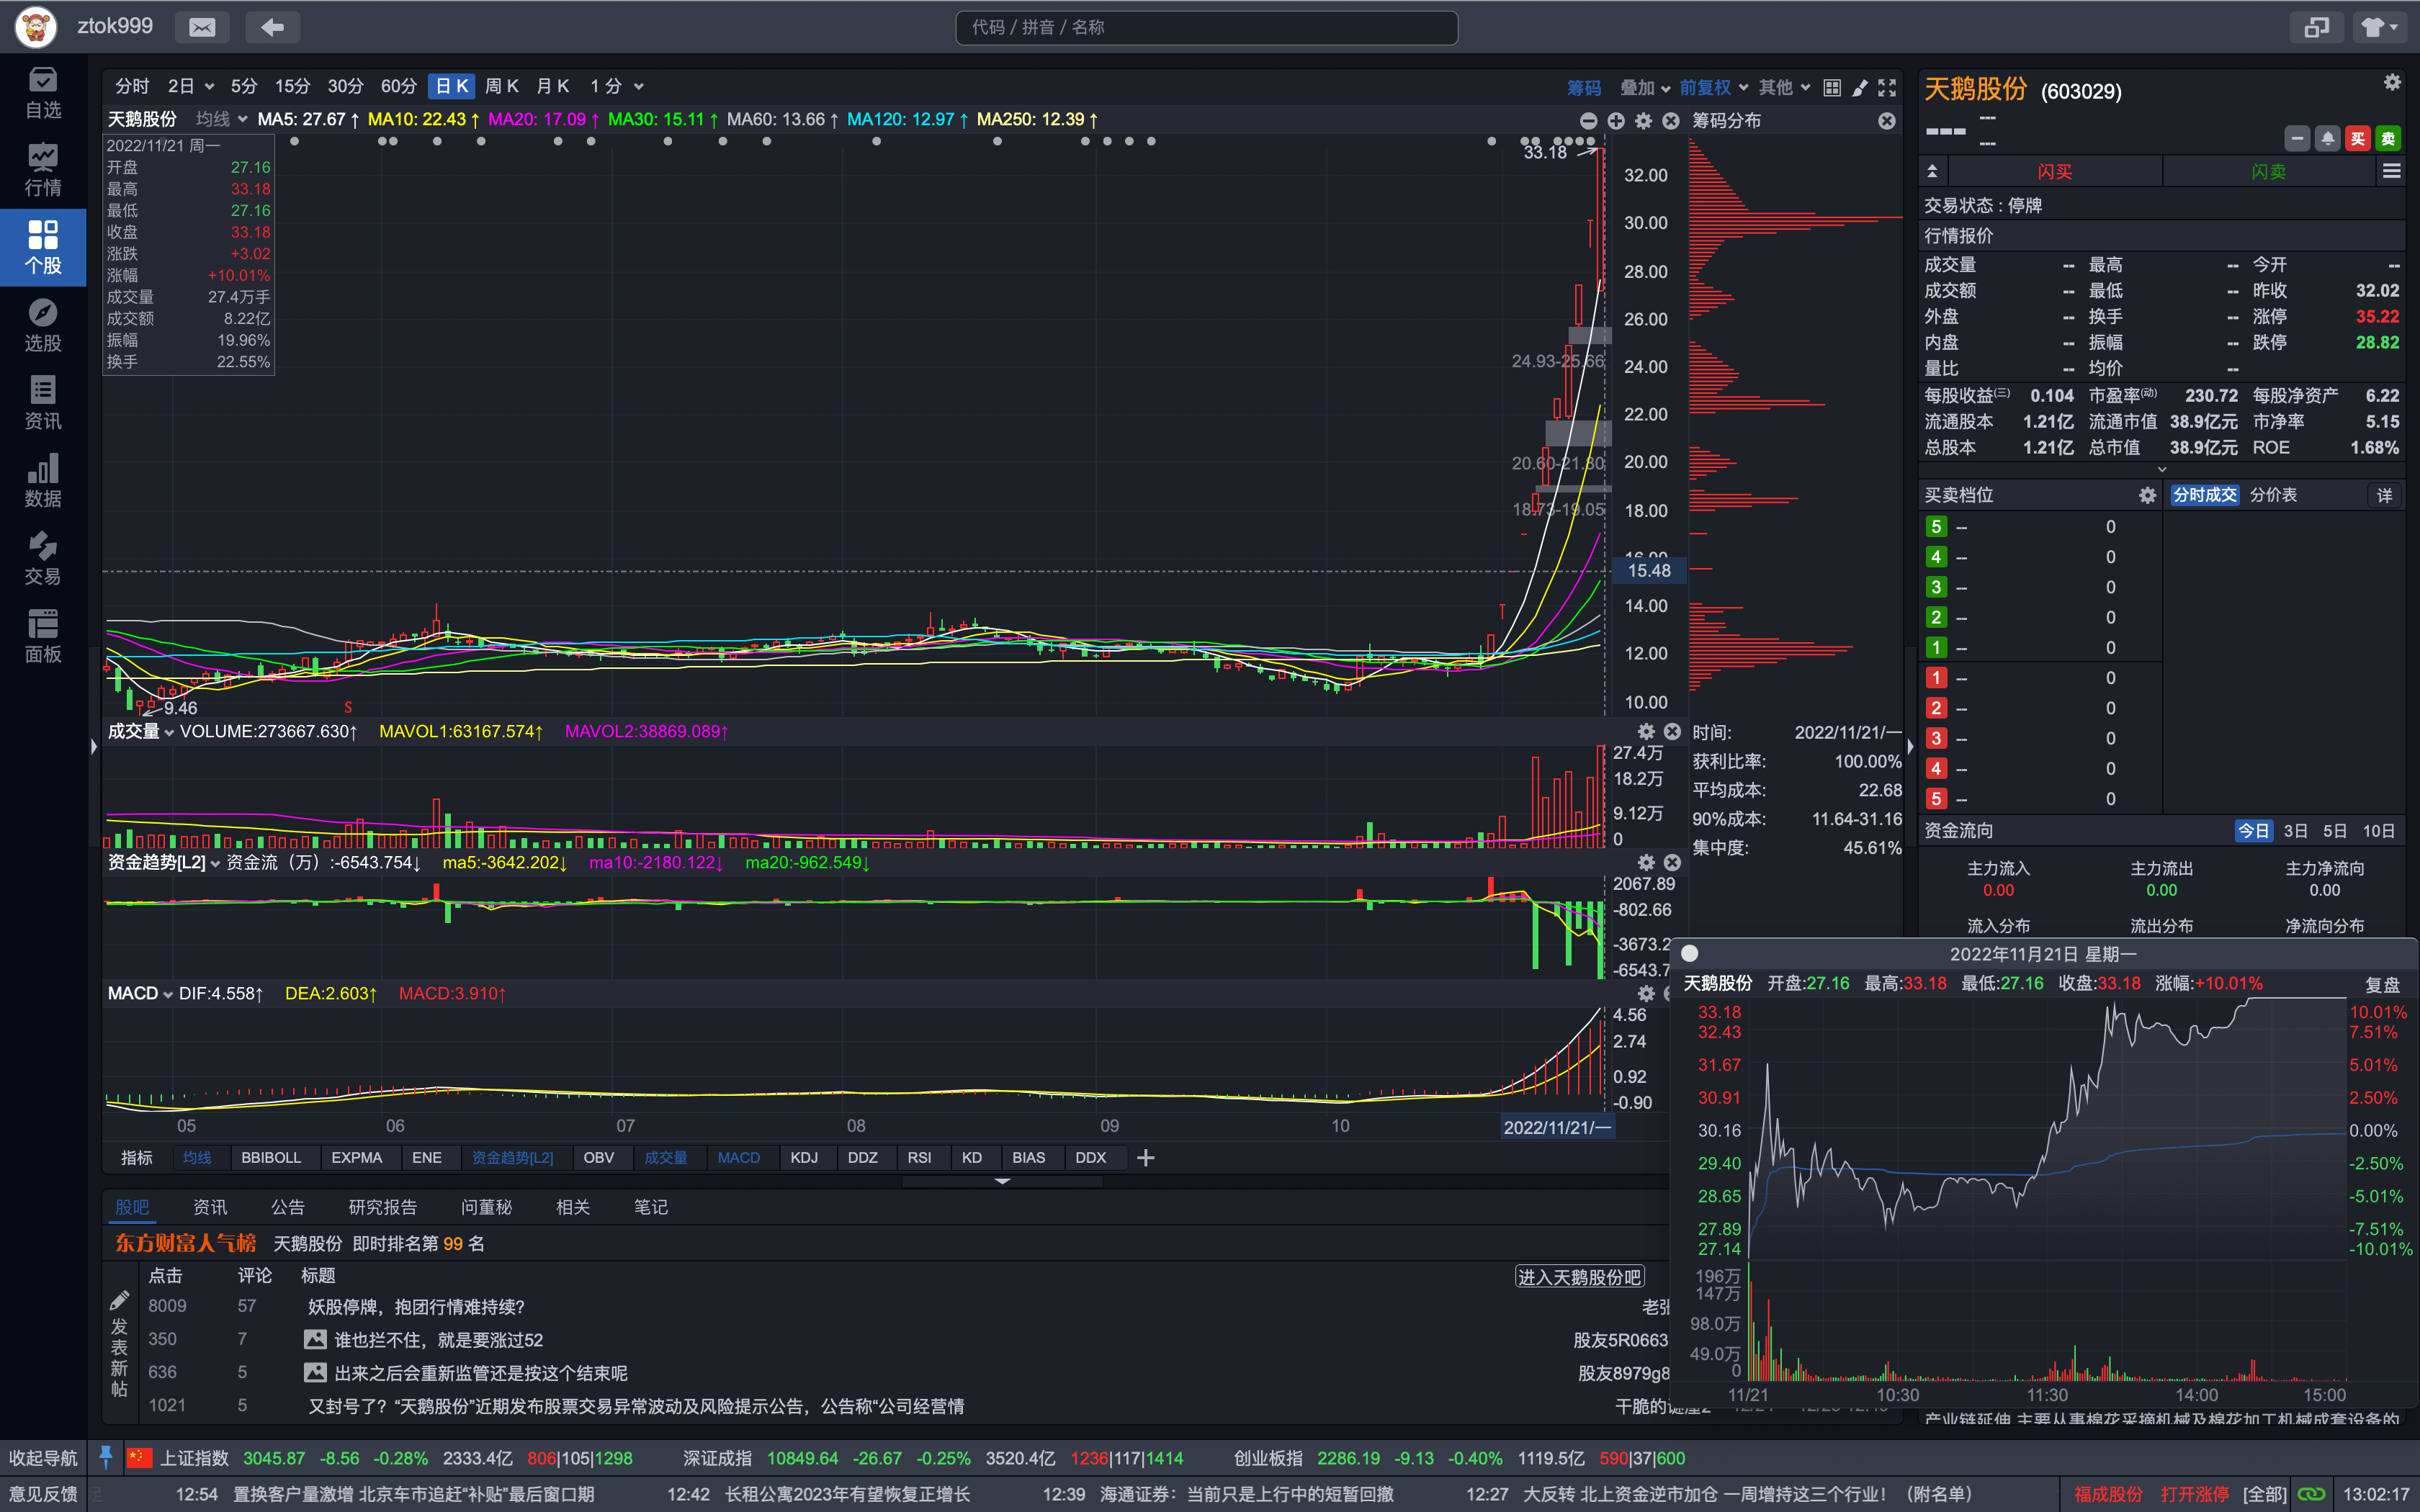 ztok999
代码 / 拼音 / 名称
自选
行情
个股
选股
资讯
数据
交易
面板
分时 2日 5分 15分 30分 60分 日K 周K 月K 1分 筹码 叠加 前复权 其他
天鹅股份 均线 MA5: 27.67↑ MA10: 22.43↑ MA20: 17.09↑ MA30: 15.11↑ MA60: 13.66↑ MA120: 12.97↑ MA250: 12.39↑
2022/11/21 周一
开盘 27.16
最高 33.18
最低 27.16
收盘 33.18
涨跌 +3.02
涨幅 +10.01%
成交量 27.4万手
成交额 8.22亿
振幅 19.96%
换手 22.55%
33.18
24.93-25.66
20.60-21.80
18.73-19.05
9.46
S
32.00
30.00
28.00
26.00
24.00
22.00
20.00
18.00
16.00
15.48
14.00
12.00
10.00
筹码分布
时间: 2022/11/21/一
获利比率: 100.00%
平均成本: 22.68
90%成本: 11.64-31.16
集中度: 45.61%
成交量 VOLUME:273667.630↑ MAVOL1:63167.574↑ MAVOL2:38869.089↑
27.4万
18.2万
9.12万
0
资金趋势[L2] 资金流（万）:-6543.754↓ ma5:-3642.202↓ ma10:-2180.122↓ ma20:-962.549↓
2067.89
-802.66
-3673.2
-6543.7
MACD DIF:4.558↑ DEA:2.603↑ MACD:3.910↑
4.56
2.74
0.92
-0.90
05 06 07 08 09 10 2022/11/21/一
指标 均线 BBIBOLL EXPMA ENE 资金趋势[L2] OBV 成交量 MACD KDJ DDZ RSI KD BIAS DDX
股吧 资讯 公告 研究报告 问董秘 相关 笔记
东方财富人气榜 天鹅股份 即时排名第 99 名
点击 评论 标题 进入天鹅股份吧
8009 57 妖股停牌，抱团行情难持续? 老张
350 7 谁也拦不住，就是要涨过52 股友5R0663
636 5 出来之后会重新监管还是按这个结束呢 股友8979g8
1021 5 又封号了？“天鹅股份”近期发布股票交易异常波动及风险提示公告，公告称“公司经营情 干脆的
发表新帖
天鹅股份 (603029)
---
---
---
买 卖
闪买 闪卖
交易状态 : 停牌
行情报价
成交量 -- 最高 -- 今开 --
成交额 -- 最低 -- 昨收 32.02
外盘 -- 换手 -- 涨停 35.22
内盘 -- 振幅 -- 跌停 28.82
量比 -- 均价 --
每股收益(三) 0.104 市盈率(动) 230.72 每股净资产 6.22
流通股本 1.21亿 流通市值 38.9亿元 市净率 5.15
总股本 1.21亿 总市值 38.9亿元 ROE 1.68%
买卖档位 分时成交 分价表 详
5 -- 0
4 -- 0
3 -- 0
2 -- 0
1 -- 0
1 -- 0
2 -- 0
3 -- 0
4 -- 0
5 -- 0
资金流向 今日 3日 5日 10日
主力流入 主力流出 主力净流向
0.00 0.00 0.00
流入分布 流出分布 净流向分布
2022年11月21日 星期一
天鹅股份 开盘:27.16 最高:33.18 最低:27.16 收盘:33.18 涨幅:+10.01% 复盘
33.18 10.01%
32.43 7.51%
31.67 5.01%
30.91 2.50%
30.16 0.00%
29.40 -2.50%
28.65 -5.01%
27.89 -7.51%
27.14 -10.01%
196万
147万
98.0万
49.0万
0
11/21 10:30 11:30 14:00 15:00
产业链延伸,主要从事棉花采摘机械及棉花加工机械成套设备的
收起导航 上证指数 3045.87 -8.56 -0.28% 2333.4亿 806|105|1298 深证成指 10849.64 -26.67 -0.25% 3520.4亿 1236|117|1414 创业板指 2286.19 -9.13 -0.40% 1119.5亿 590|37|600
意见反馈 12:54 置换客户量激增 北京车市追赶“补贴”最后窗口期 12:42 长租公寓2023年有望恢复正增长 12:39 海通证券：当前只是上行中的短暂回撤 12:27 大反转 北上资金逆市加仓 一周增持这三个行业！（附名单） 福成股份 打开涨停 [全部] 13:02:17